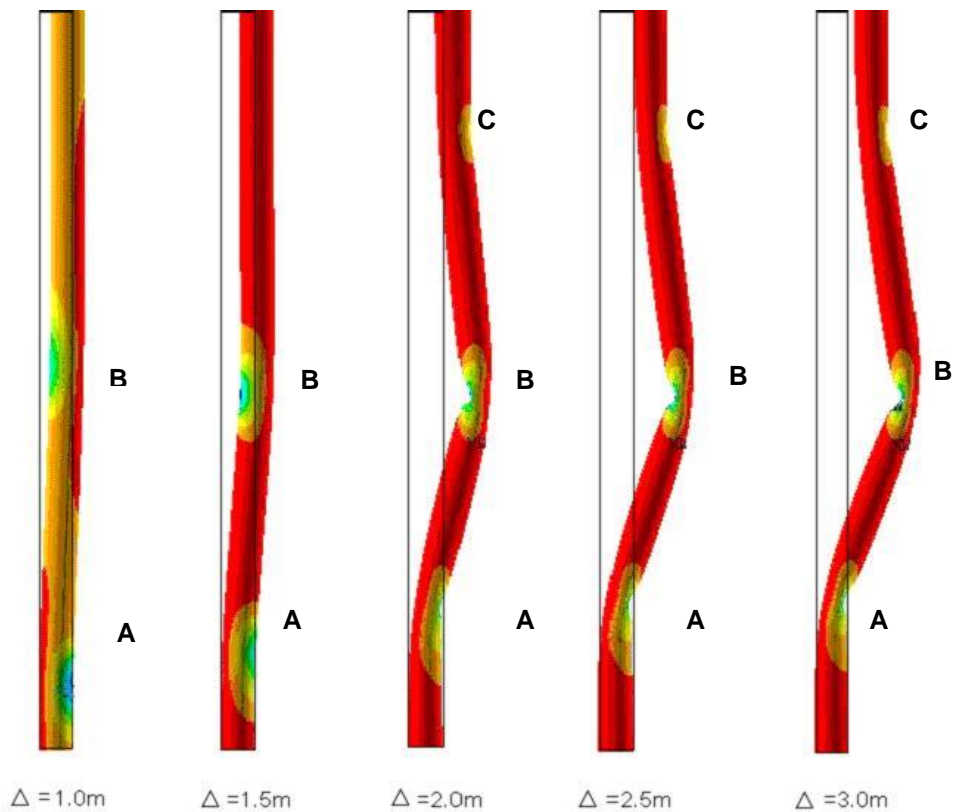 C
C
C
B
B
B
B
B
A
A
A
A
A
△ =1.0m
△ =1.5m
△ =2.0m
△ =2.5m
△ =3.0m